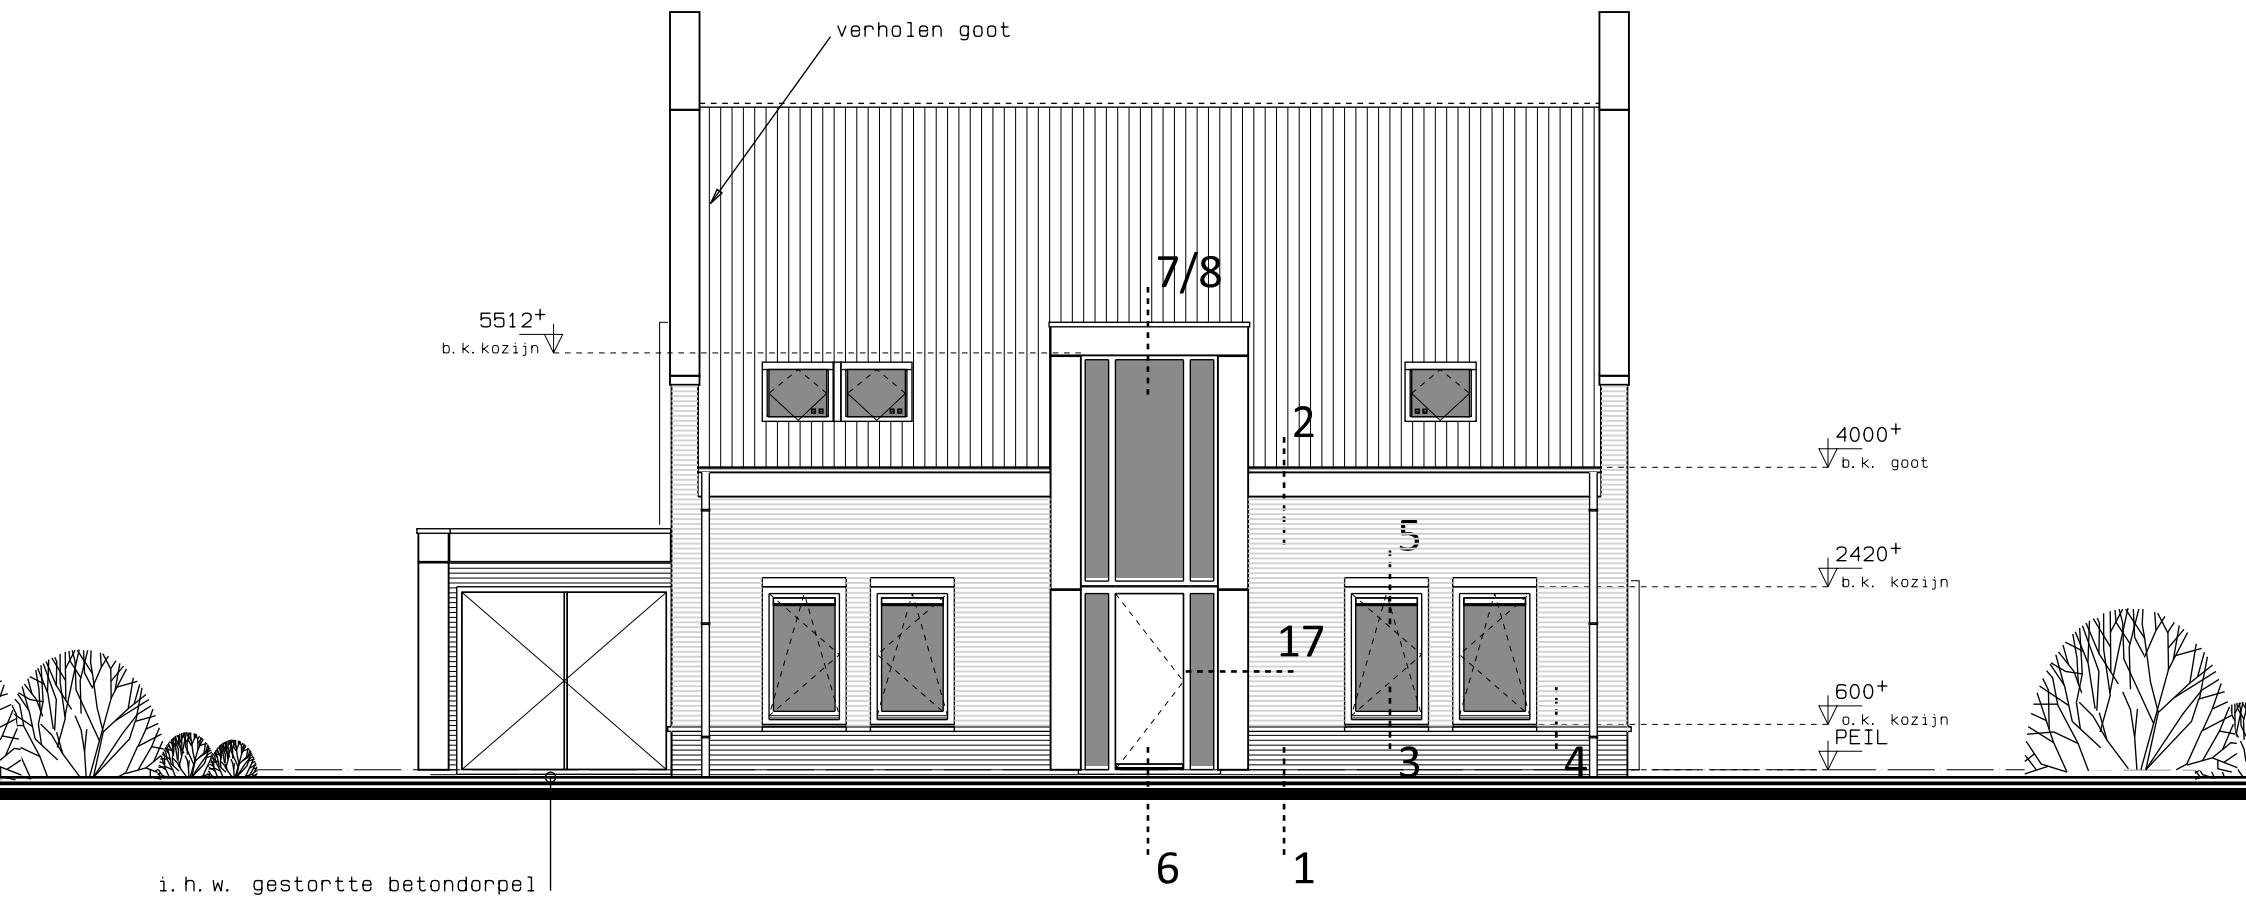 verholen goot
7/8
5512+
b.k.kozijn
2
4000+
b.k. goot
5
2420+
b.k. kozijn
17
600+
o.k. kozijn
PEIL
3
4
6
1
i.h.w. gestortte betondorpel